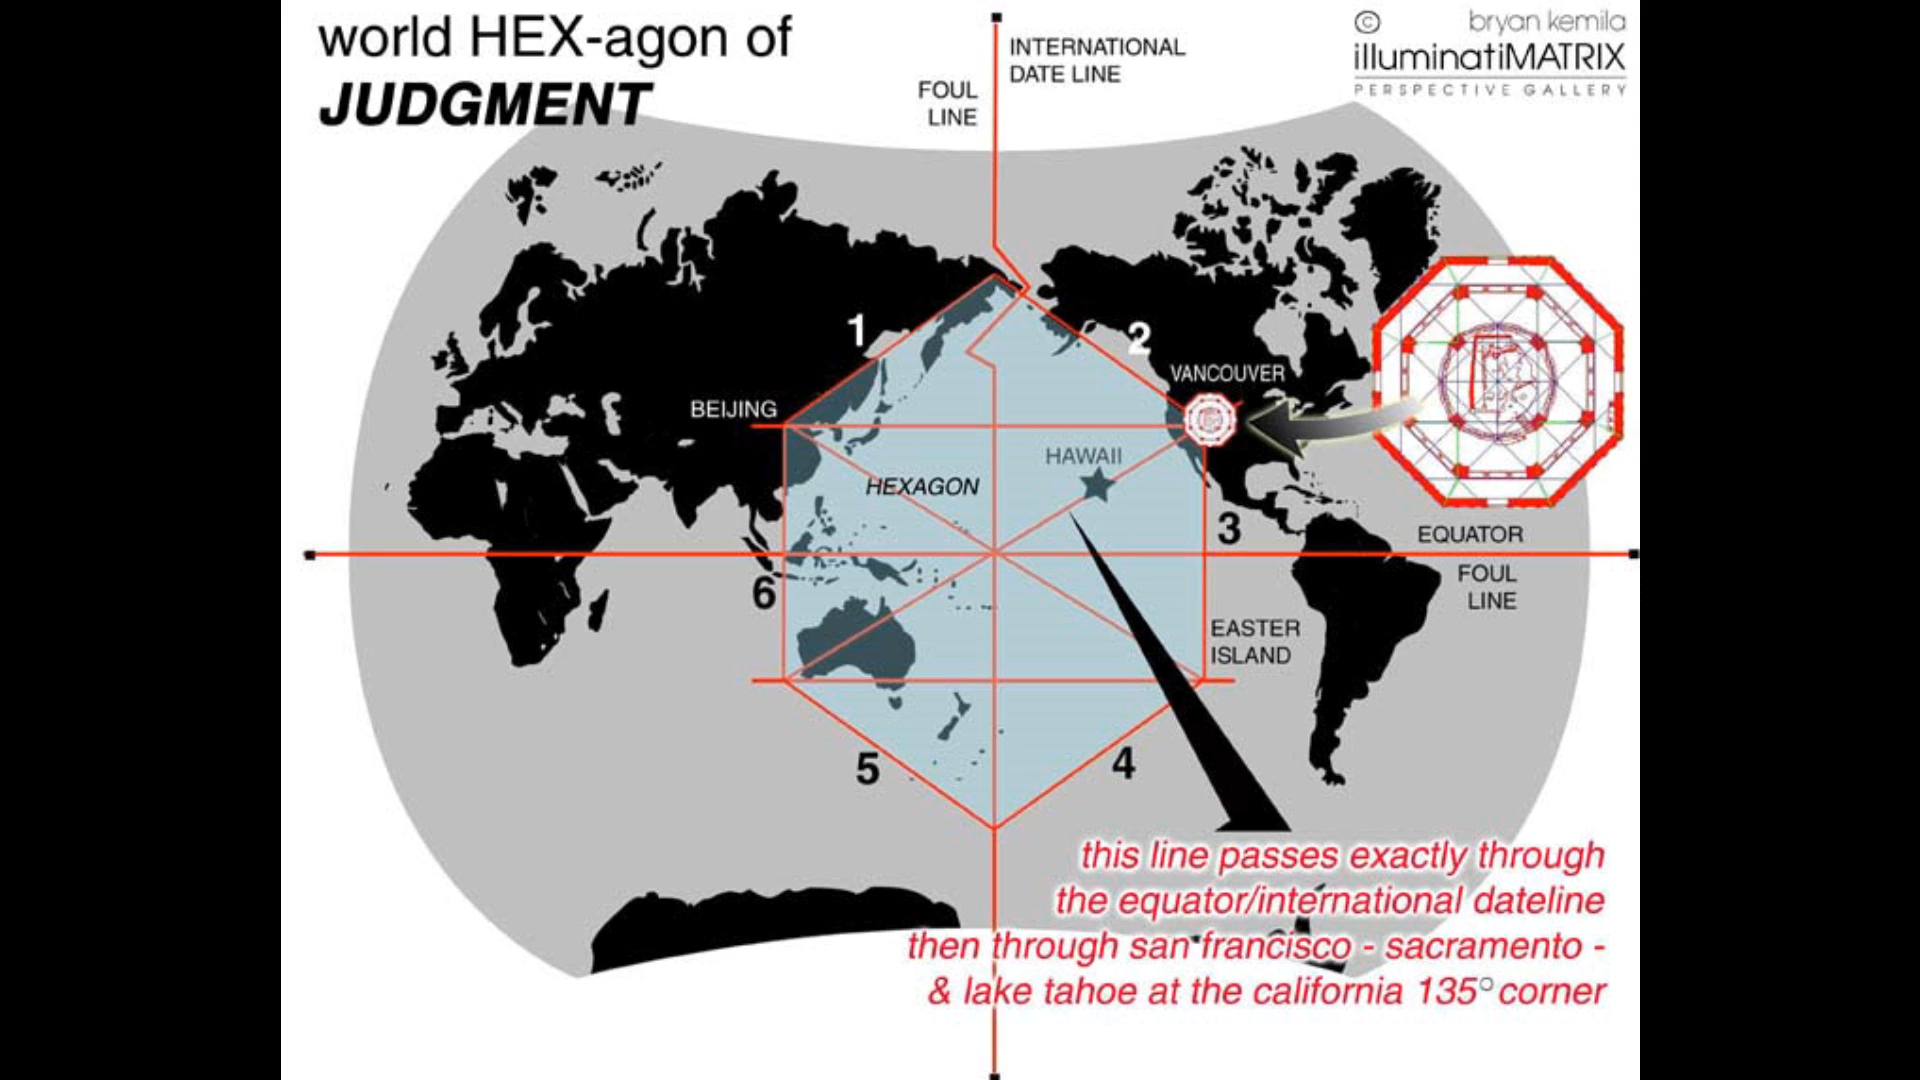 world HEX-agon of
JUDGMENT
© bryan kemila
illuminatiMATRIX
PERSPECTIVE GALLERY
INTERNATIONAL
DATE LINE
FOUL
LINE
1
2
VANCOUVER
BEIJING
HAWAII
HEXAGON
3
EQUATOR
FOUL
LINE
6
EASTER
ISLAND
5
4
this line passes exactly through
the equator/international dateline
then through san francisco - sacramento -
& lake tahoe at the california 135° corner